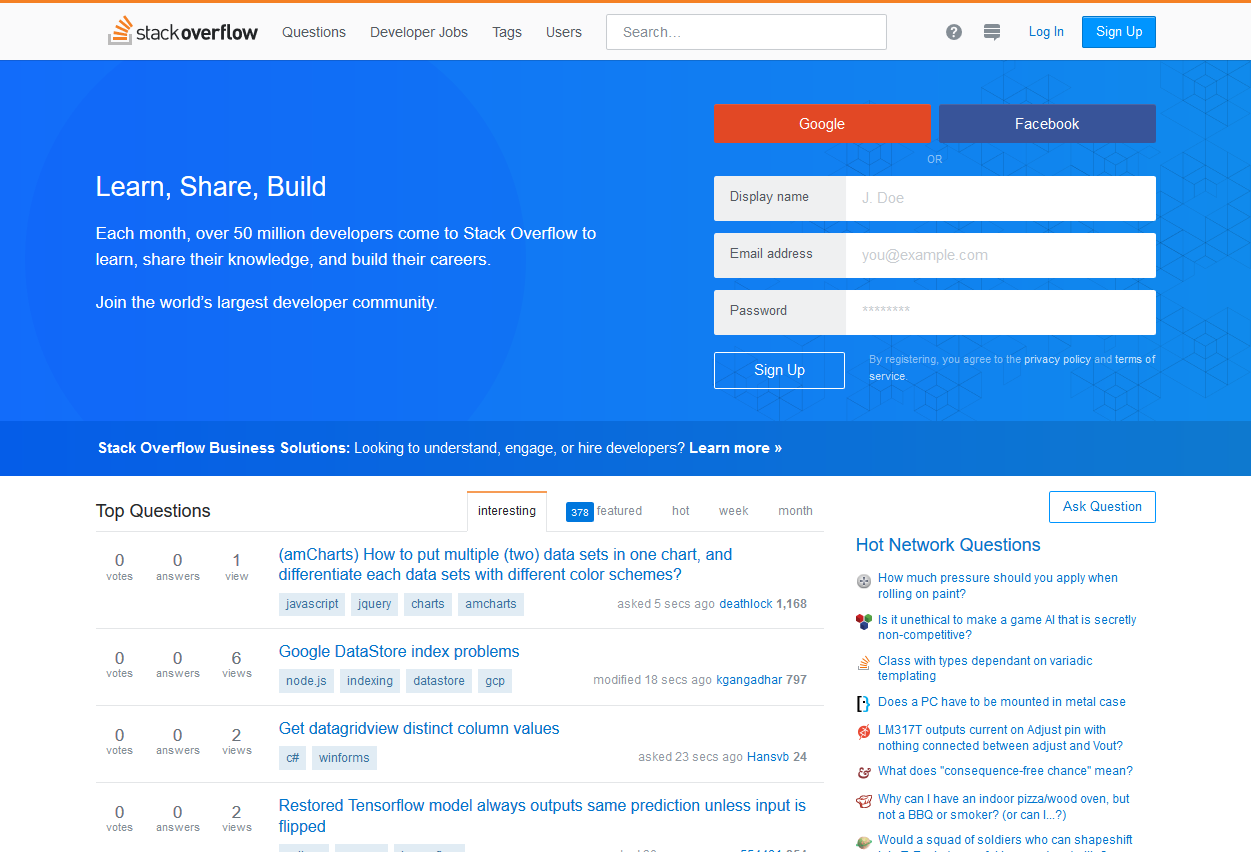 stackoverflow Questions Developer Jobs Tags Users Search... Log In Sign Up
Google Facebook
OR
Learn, Share, Build
Each month, over 50 million developers come to Stack Overflow to
learn, share their knowledge, and build their careers.
Join the world's largest developer community.
Display name J. Doe
Email address you@example.com
Password ********
Sign Up
By registering, you agree to the privacy policy and terms of
service.
Stack Overflow Business Solutions: Looking to understand, engage, or hire developers? Learn more »
Top Questions
interesting 378 featured hot week month
0 votes 0 answers 1 view
(amCharts) How to put multiple (two) data sets in one chart, and
differentiate each data sets with different color schemes?
javascript jquery charts amcharts
asked 5 secs ago deathlock 1,168
0 votes 0 answers 6 views
Google DataStore index problems
node.js indexing datastore gcp
modified 18 secs ago kgangadhar 797
0 votes 0 answers 2 views
Get datagridview distinct column values
c# winforms
asked 23 secs ago Hansvb 24
0 votes 0 answers 2 views
Restored Tensorflow model always outputs same prediction unless input is
flipped
Ask Question
Hot Network Questions
How much pressure should you apply when
rolling on paint?
Is it unethical to make a game AI that is secretly
non-competitive?
Class with types dependant on variadic
templating
Does a PC have to be mounted in metal case
LM317T outputs current on Adjust pin with
nothing connected between adjust and Vout?
What does "consequence-free chance" mean?
Why can I have an indoor pizza/wood oven, but
not a BBQ or smoker? (or can I...?)
Would a squad of soldiers who can shapeshift